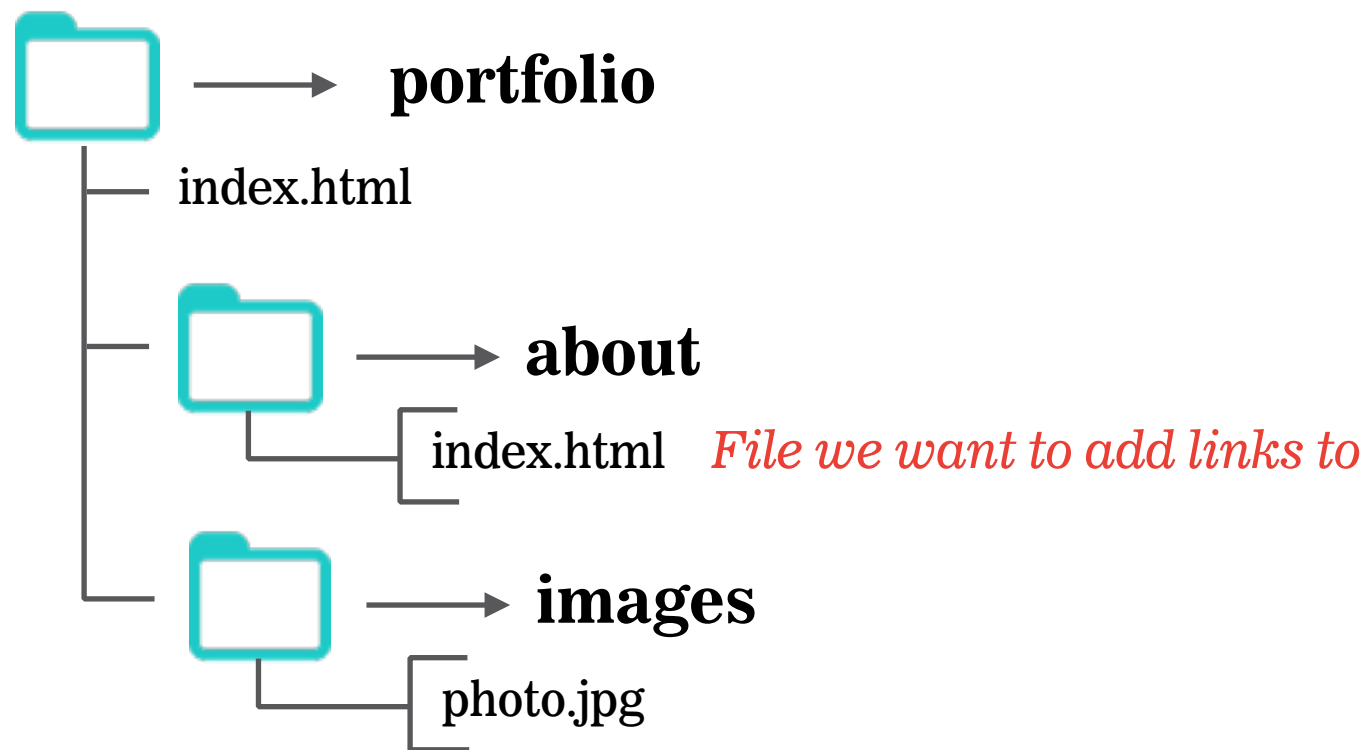 portfolio
index.html
about
index.html File we want to add links to
images
photo.jpg